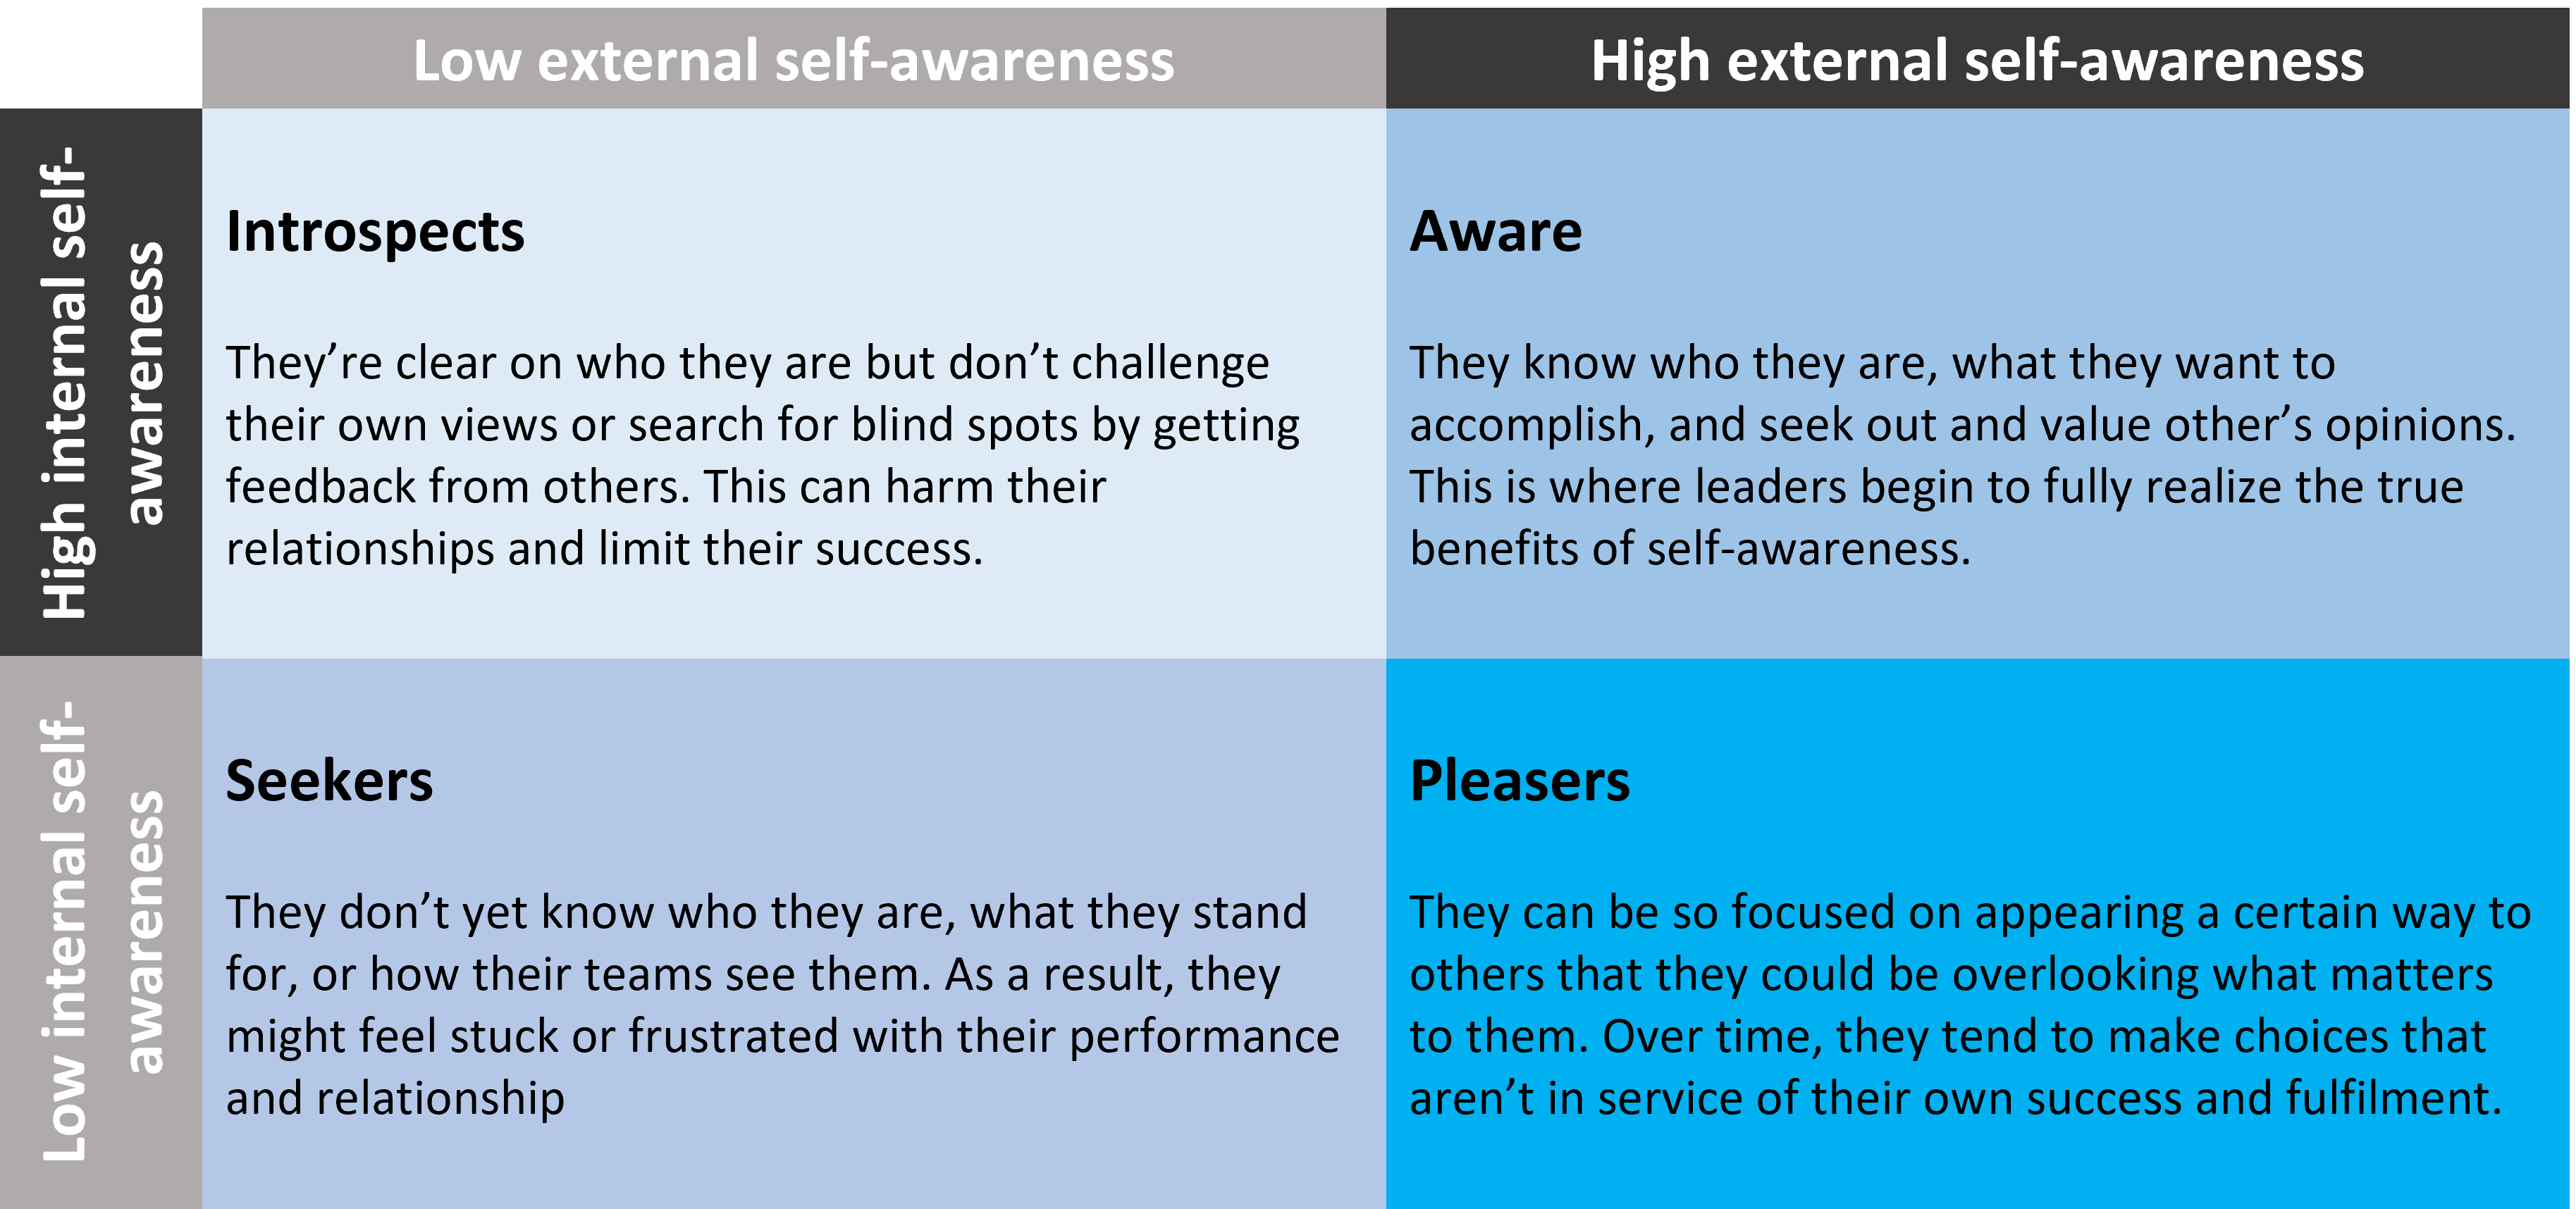 Low external self-awareness
High external self-awareness
High internal self-
awareness
Introspects
They’re clear on who they are but don’t challenge
their own views or search for blind spots by getting
feedback from others. This can harm their
relationships and limit their success.
Aware
They know who they are, what they want to
accomplish, and seek out and value other’s opinions.
This is where leaders begin to fully realize the true
benefits of self-awareness.
Low internal self-
awareness
Seekers
They don’t yet know who they are, what they stand
for, or how their teams see them. As a result, they
might feel stuck or frustrated with their performance
and relationship
Pleasers
They can be so focused on appearing a certain way to
others that they could be overlooking what matters
to them. Over time, they tend to make choices that
aren’t in service of their own success and fulfilment.